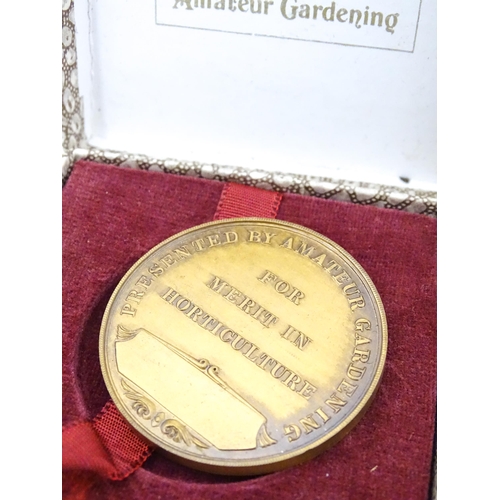 Amateur Gardening
PRESENTED BY AMATEUR GARDENING
FOR
MERIT IN
HORTICULTURE